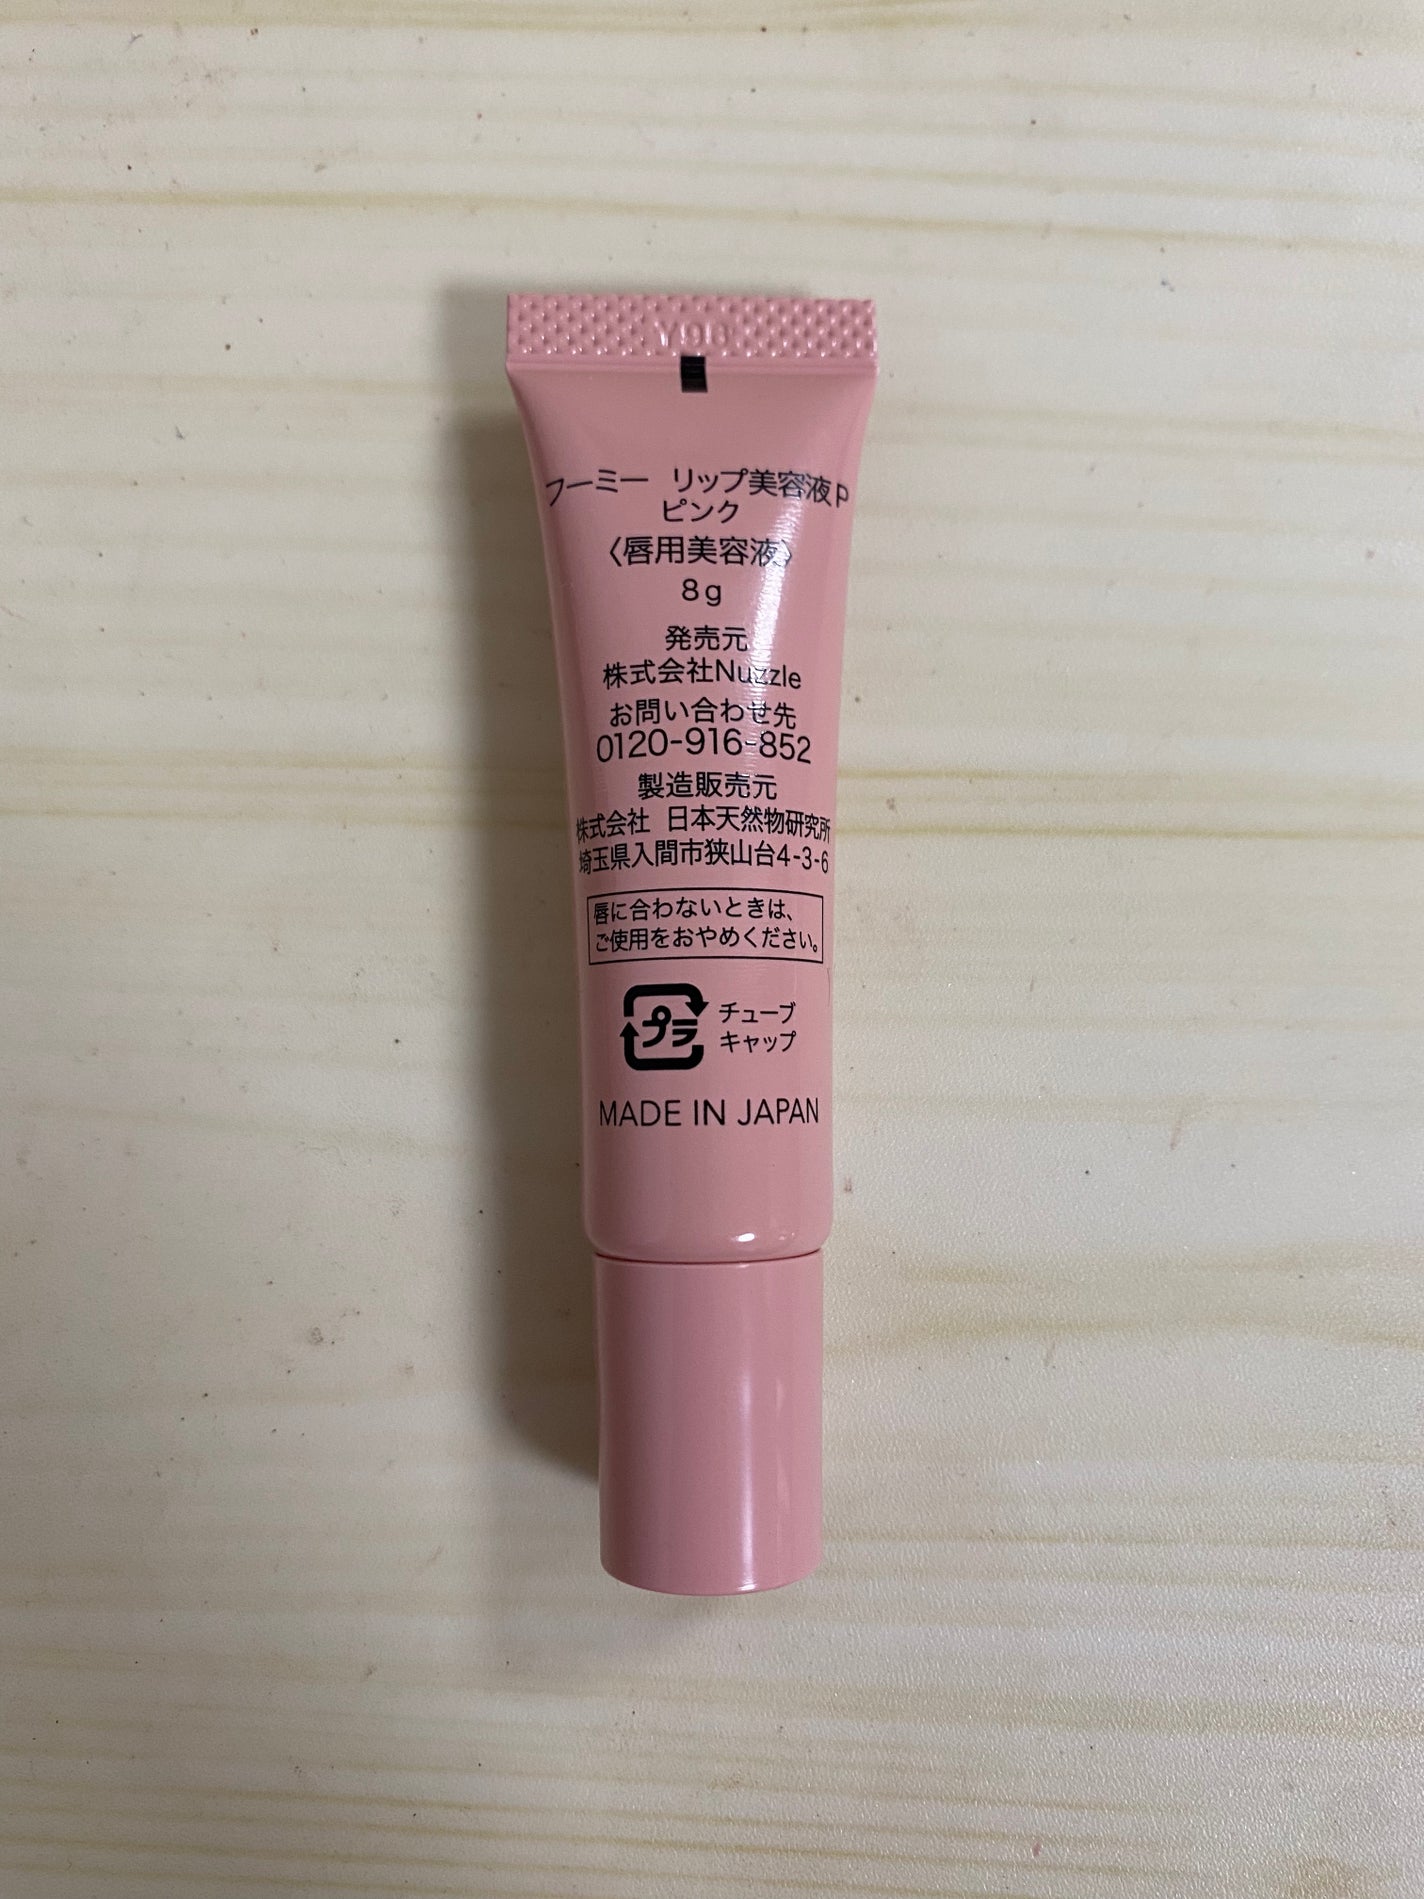 フーミー リップ美容液P
ピンク
〈唇用美容液〉
8g
発売元
株式会社Nuzzle
お問い合わせ先
0120-916-852
製造販売元
株式会社 日本天然物研究所
埼玉県入間市狭山台4-3-6
唇に合わないときは、
ご使用をおやめください。
プラ
チューブ
キャップ
MADE IN JAPAN